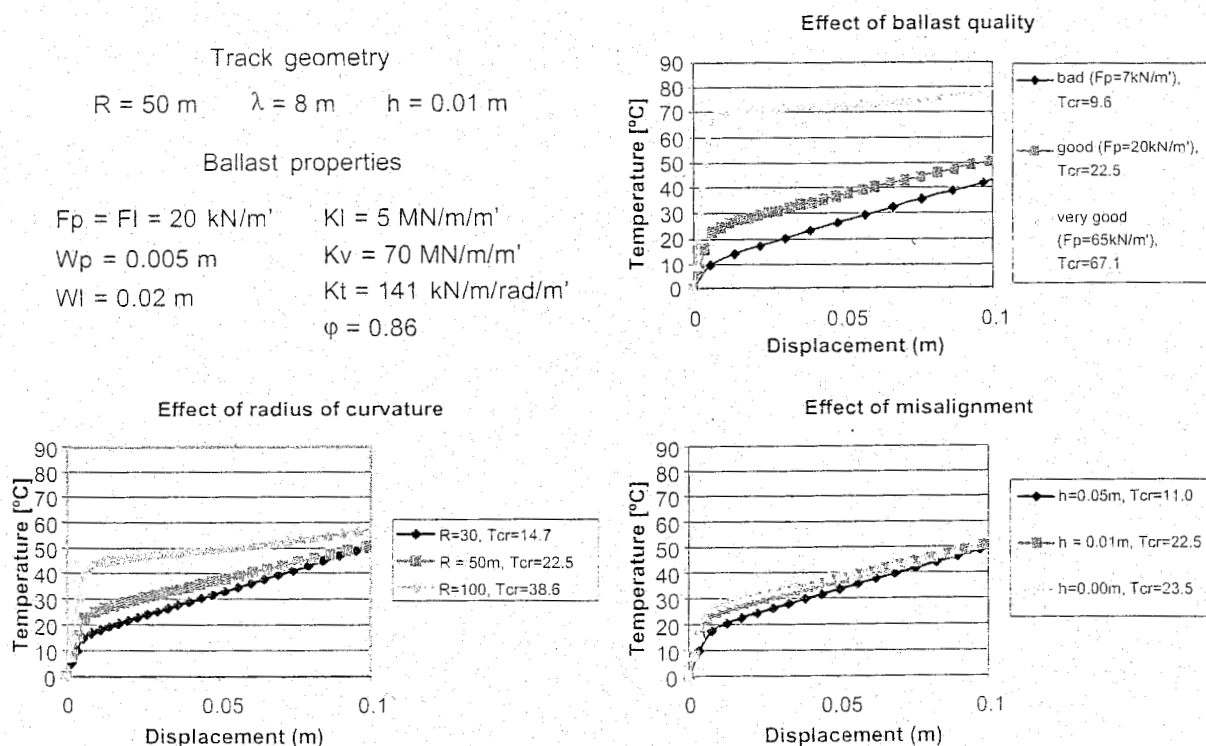 Track geometry
R = 50 m λ = 8 m h = 0.01 m
Ballast properties
Fp = Fl = 20 kN/m' Kl = 5 MN/m/m'
Wp = 0.005 m Kv = 70 MN/m/m'
Wl = 0.02 m Kt = 141 kN/m/rad/m'
φ = 0.86
Effect of ballast quality
Temperature [ºC]
90
80
70
60
50
40
30
20
10
0
0 0.05 0.1
Displacement (m)
bad (Fp=7kN/m'),
Tcr=9.6
good (Fp=20kN/m'),
Tcr=22.5
very good
(Fp=65kN/m'),
Tcr=67.1
Effect of radius of curvature
Temperature [ºC]
90
80
70
60
50
40
30
20
10
0
0 0.05 0.1
Displacement (m)
R=30, Tcr=14.7
R = 50m, Tcr=22.5
R=100, Tcr=38.6
Effect of misalignment
Temperature [ºC]
90
80
70
60
50
40
30
20
10
0
0 0.05 0.1
Displacement (m)
h=0.05m, Tcr=11.0
h = 0.01m, Tcr=22.5
h=0.00m, Tcr=23.5